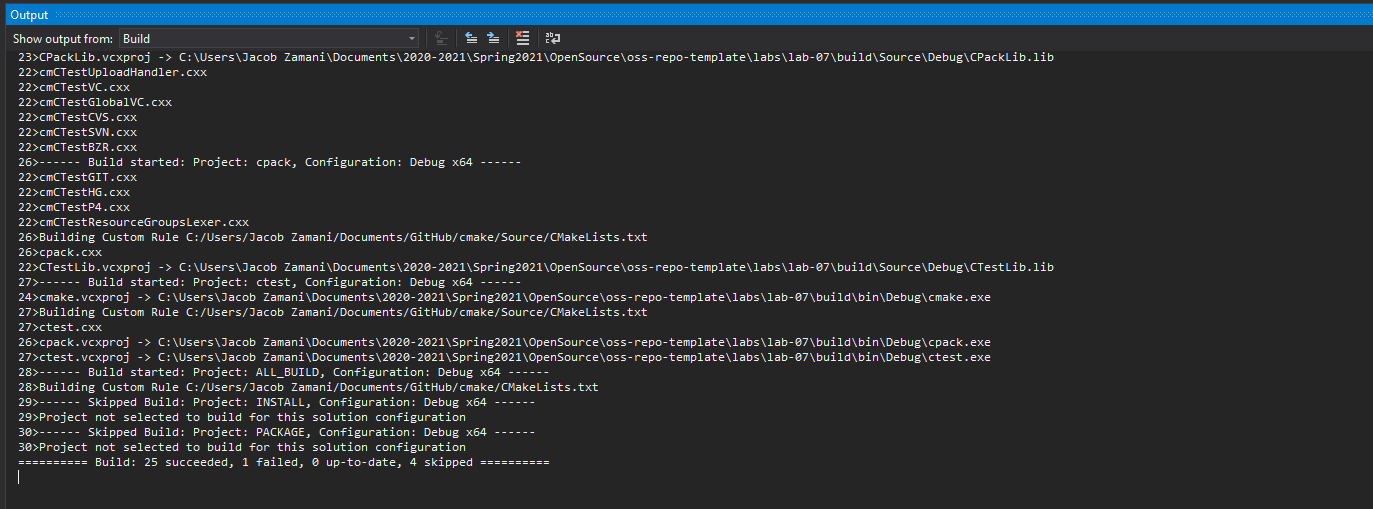 Output
Show output from: Build
23>CPackLib.vcxproj -> C:\Users\Jacob Zamani\Documents\2020-2021\Spring2021\OpenSource\oss-repo-template\labs\lab-07\build\Source\Debug\CPackLib.lib
22>cmCTestUploadHandler.cxx
22>cmCTestVC.cxx
22>cmCTestGlobalVC.cxx
22>cmCTestCVS.cxx
22>cmCTestSVN.cxx
22>cmCTestBZR.cxx
26>------ Build started: Project: cpack, Configuration: Debug x64 ------
22>cmCTestGIT.cxx
22>cmCTestHG.cxx
22>cmCTestP4.cxx
22>cmCTestResourceGroupsLexer.cxx
26>Building Custom Rule C:/Users/Jacob Zamani/Documents/GitHub/cmake/Source/CMakeLists.txt
26>cpack.cxx
22>CTestLib.vcxproj -> C:\Users\Jacob Zamani\Documents\2020-2021\Spring2021\OpenSource\oss-repo-template\labs\lab-07\build\Source\Debug\CTestLib.lib
27>------ Build started: Project: ctest, Configuration: Debug x64 ------
24>cmake.vcxproj -> C:\Users\Jacob Zamani\Documents\2020-2021\Spring2021\OpenSource\oss-repo-template\labs\lab-07\build\bin\Debug\cmake.exe
27>Building Custom Rule C:/Users/Jacob Zamani/Documents/GitHub/cmake/Source/CMakeLists.txt
27>ctest.cxx
26>cpack.vcxproj -> C:\Users\Jacob Zamani\Documents\2020-2021\Spring2021\OpenSource\oss-repo-template\labs\lab-07\build\bin\Debug\cpack.exe
27>ctest.vcxproj -> C:\Users\Jacob Zamani\Documents\2020-2021\Spring2021\OpenSource\oss-repo-template\labs\lab-07\build\bin\Debug\ctest.exe
28>------ Build started: Project: ALL_BUILD, Configuration: Debug x64 ------
28>Building Custom Rule C:/Users/Jacob Zamani/Documents/GitHub/cmake/CMakeLists.txt
29>------ Skipped Build: Project: INSTALL, Configuration: Debug x64 ------
29>Project not selected to build for this solution configuration
30>------ Skipped Build: Project: PACKAGE, Configuration: Debug x64 ------
30>Project not selected to build for this solution configuration
========== Build: 25 succeeded, 1 failed, 0 up-to-date, 4 skipped ==========